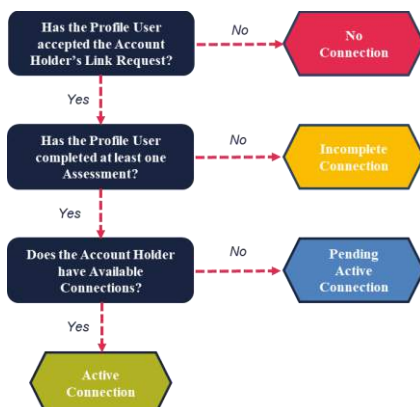 Has the Profile User
accepted the Account
Holder's Link Request?
No
No
Connection
Yes
Has the Profile User
completed at least one
Assessment?
No
Incomplete
Connection
Yes
Does the Account Holder
have Available
Connections?
No
Pending
Active
Connection
Yes
Active
Connection